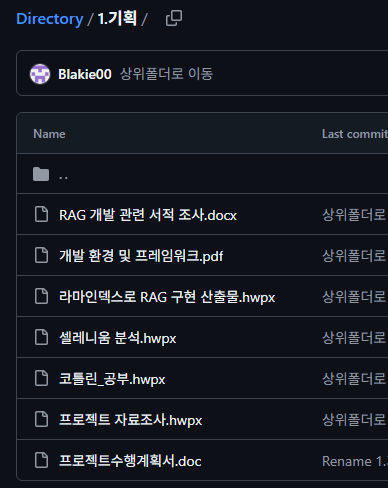 Directory / 1.기획 /
Blakie00 상위폴더로 이동
Name Last commit
..
RAG 개발 관련 서적 조사.docx 상위폴더로
개발 환경 및 프레임워크.pdf 상위폴더로
라마인덱스로 RAG 구현 산출물.hwpx 상위폴더로
셀레니움 분석.hwpx 상위폴더로
코틀린_공부.hwpx 상위폴더로
프로젝트 자료조사.hwpx 상위폴더로
프로젝트수행계획서.doc Rename 1.